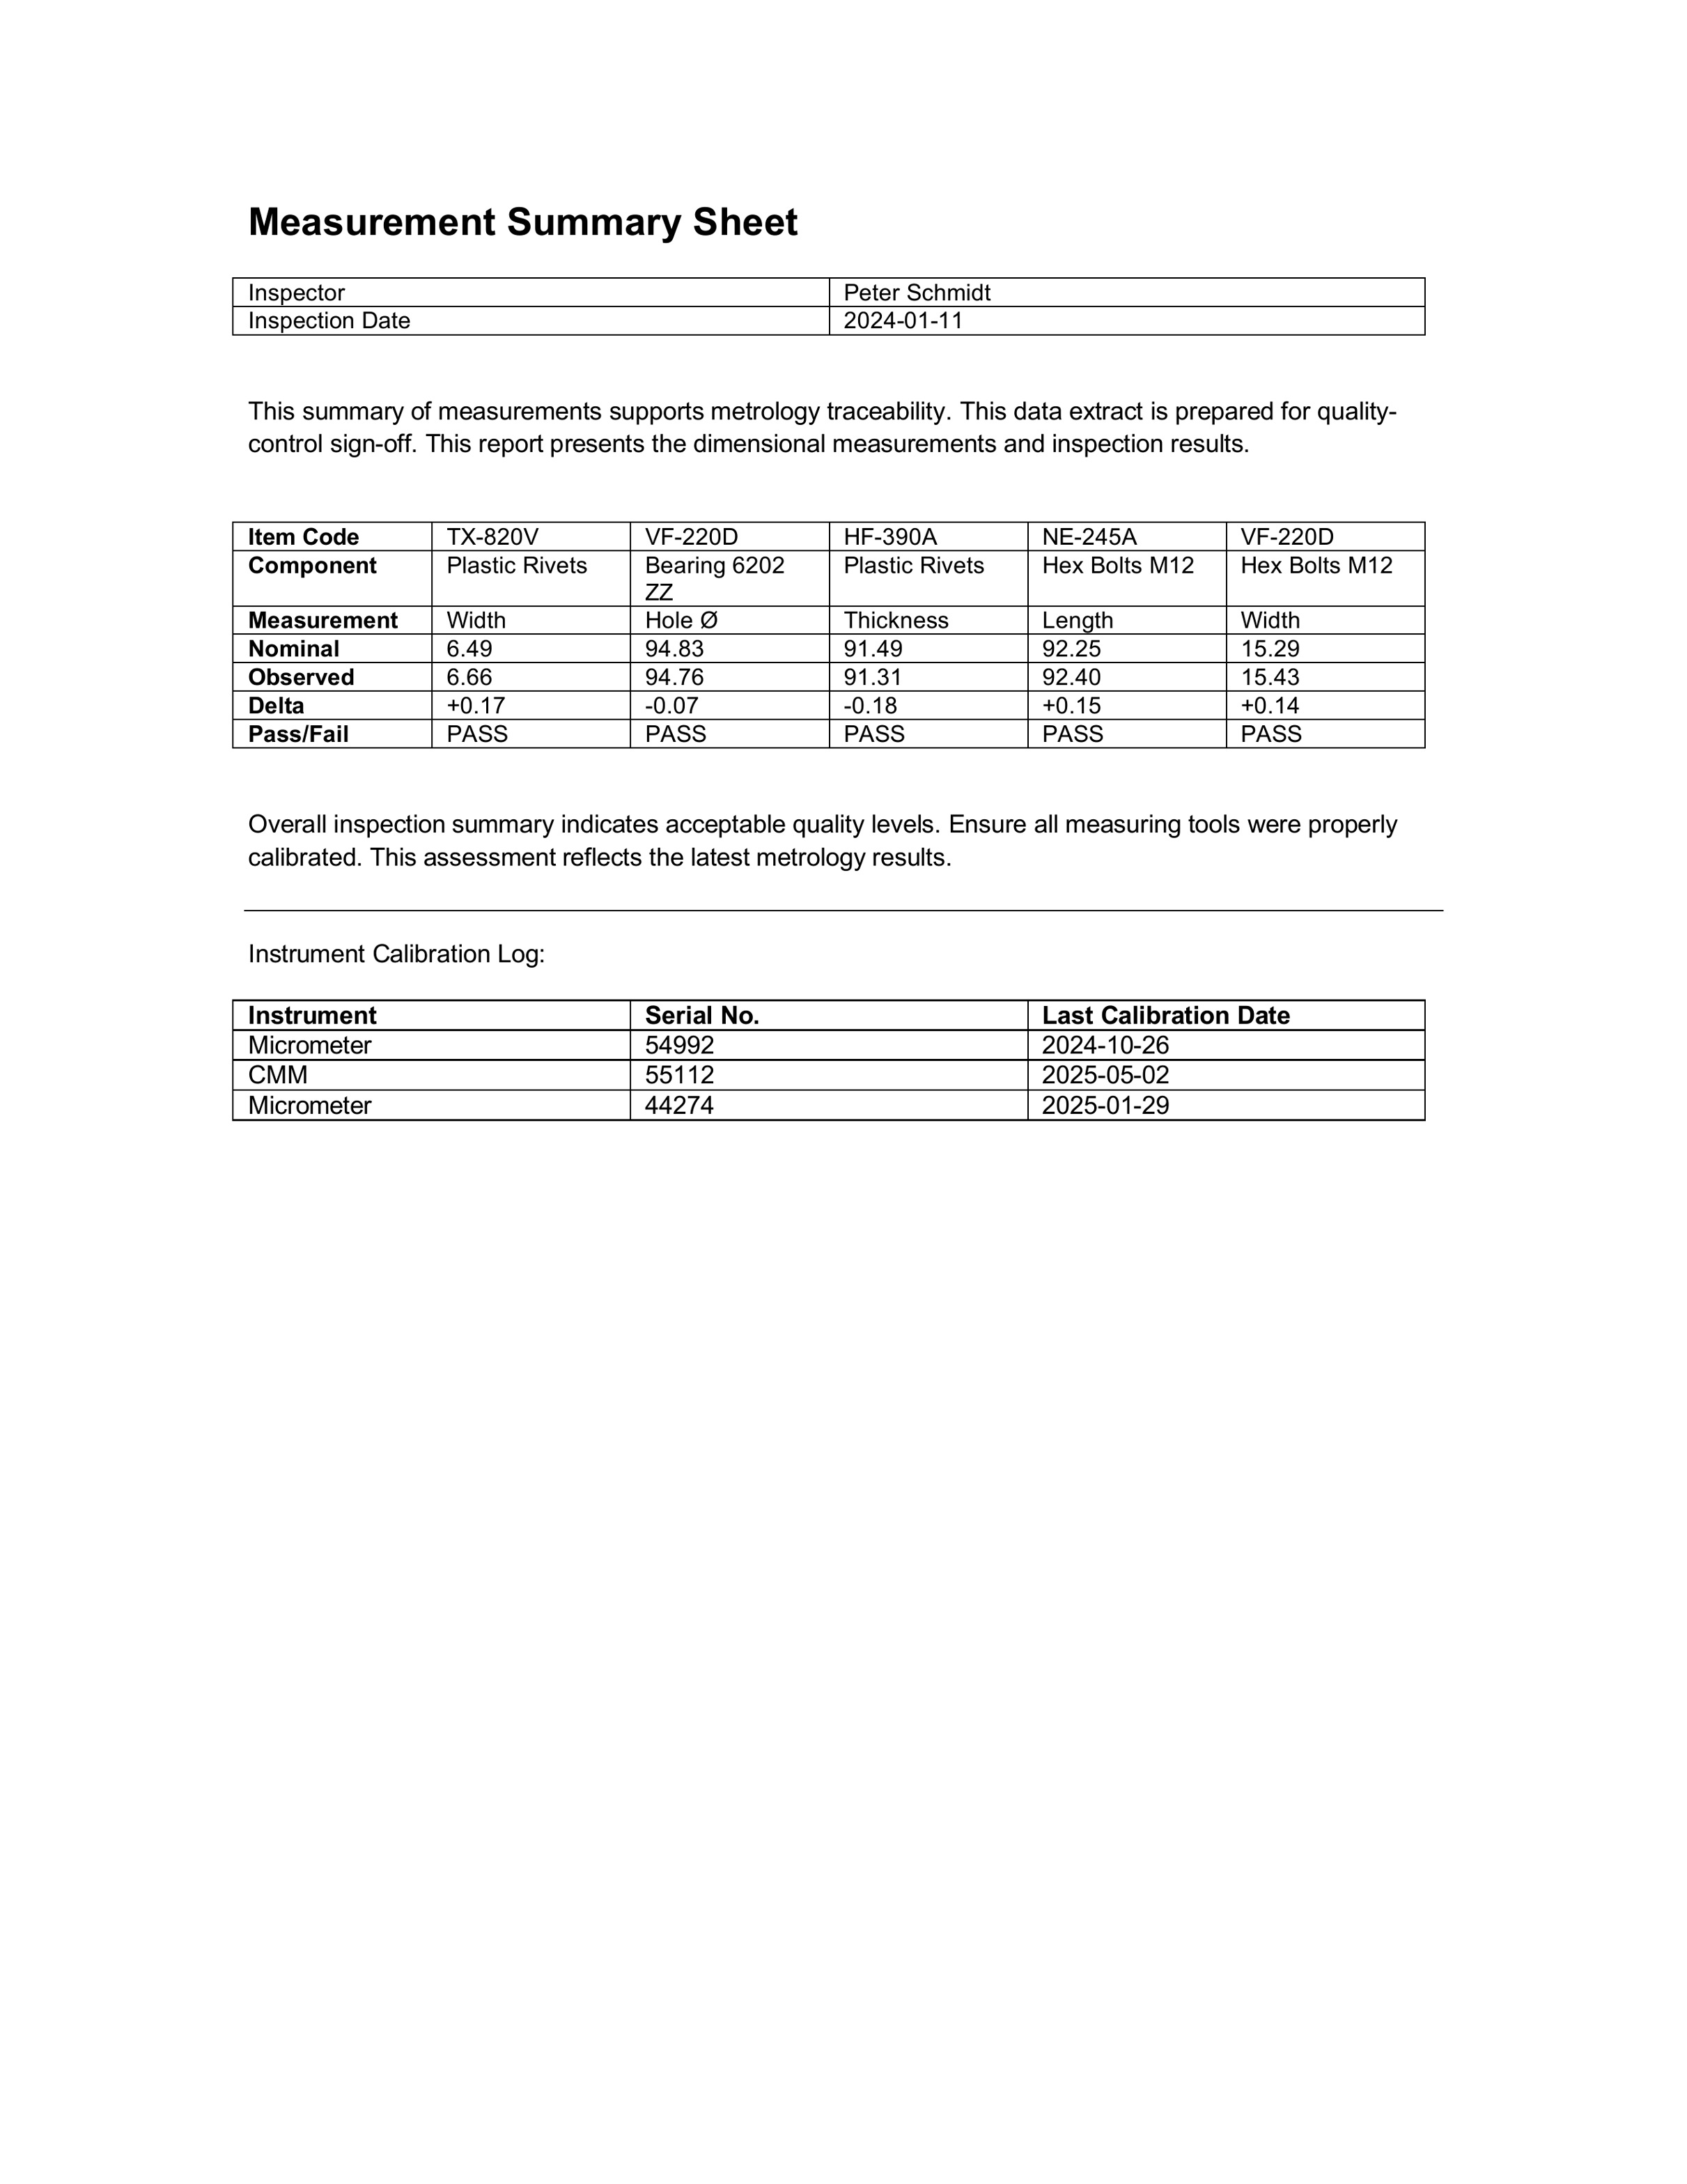 Measurement Summary Sheet
Inspector Peter Schmidt
Inspection Date 2024-01-11
This summary of measurements supports metrology traceability. This data extract is prepared for quality-
control sign-off. This report presents the dimensional measurements and inspection results.
Item Code TX-820V VF-220D HF-390A NE-245A VF-220D
Component Plastic Rivets Bearing 6202 Plastic Rivets Hex Bolts M12 Hex Bolts M12
ZZ
Measurement Width Hole Ø Thickness Length Width
Nominal 6.49 94.83 91.49 92.25 15.29
Observed 6.66 94.76 91.31 92.40 15.43
Delta +0.17 -0.07 -0.18 +0.15 +0.14
Pass/Fail PASS PASS PASS PASS PASS
Overall inspection summary indicates acceptable quality levels. Ensure all measuring tools were properly
calibrated. This assessment reflects the latest metrology results.
Instrument Calibration Log:
Instrument Serial No. Last Calibration Date
Micrometer 54992 2024-10-26
CMM 55112 2025-05-02
Micrometer 44274 2025-01-29